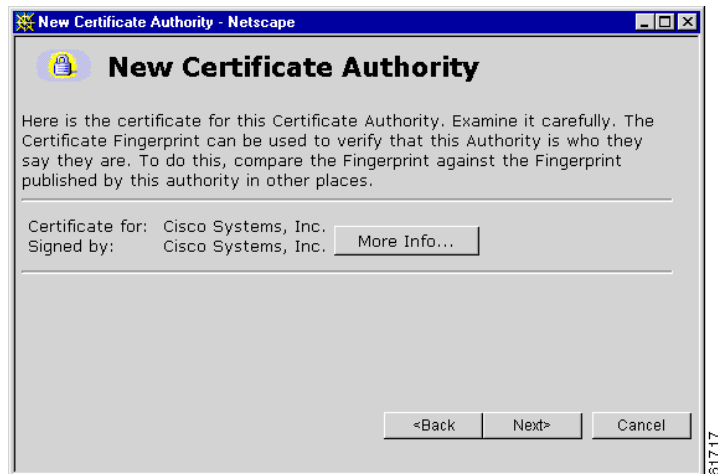 New Certificate Authority - Netscape
New Certificate Authority
Here is the certificate for this Certificate Authority. Examine it carefully. The
Certificate Fingerprint can be used to verify that this Authority is who they
say they are. To do this, compare the Fingerprint against the Fingerprint
published by this authority in other places.
Certificate for: Cisco Systems, Inc.
Signed by: Cisco Systems, Inc.
More Info...
<Back Next> Cancel
61717